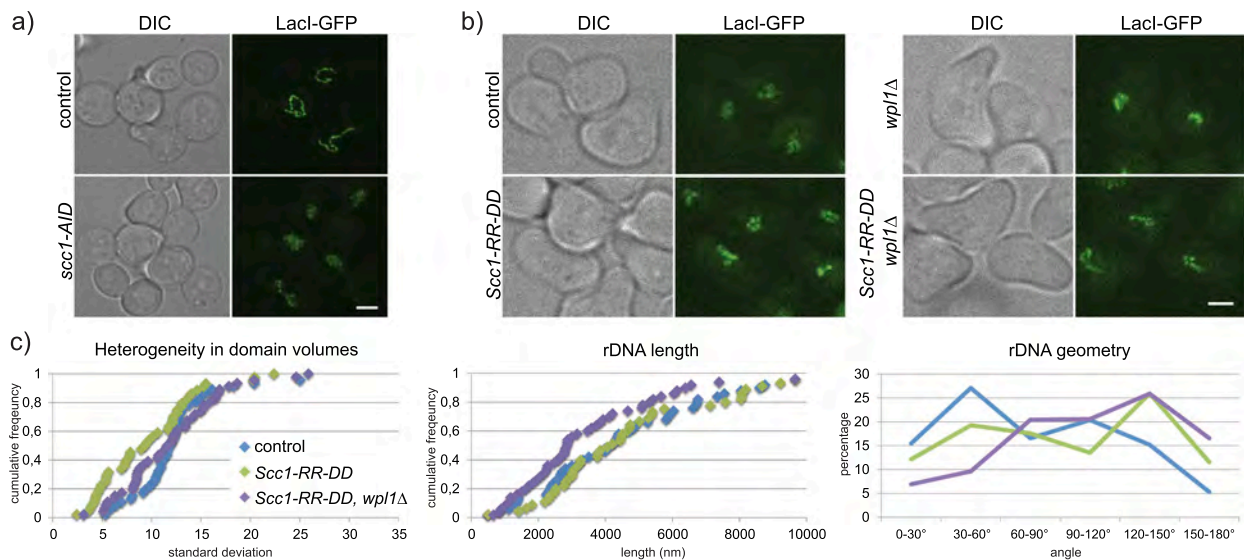 a)
DIC
LacI-GFP
control
scc1-AID
b)
DIC
LacI-GFP
control
Scc1-RR-DD
DIC
LacI-GFP
wpl1Δ
Scc1-RR-DD
wpl1Δ
c)
Heterogeneity in domain volumes
cumulative freqeuncy
1
0,8
0,6
0,4
0,2
0
0 5 10 15 20 25 30 35
standard deviation
control
Scc1-RR-DD
Scc1-RR-DD, wpl1Δ
rDNA length
cumulative freqeuncy
1
0,8
0,6
0,4
0,2
0
0 2000 4000 6000 8000 10000
length (nm)
rDNA geometry
percentage
30
25
20
15
10
5
0
0-30° 30-60° 60-90° 90-120° 120-150° 150-180°
angle